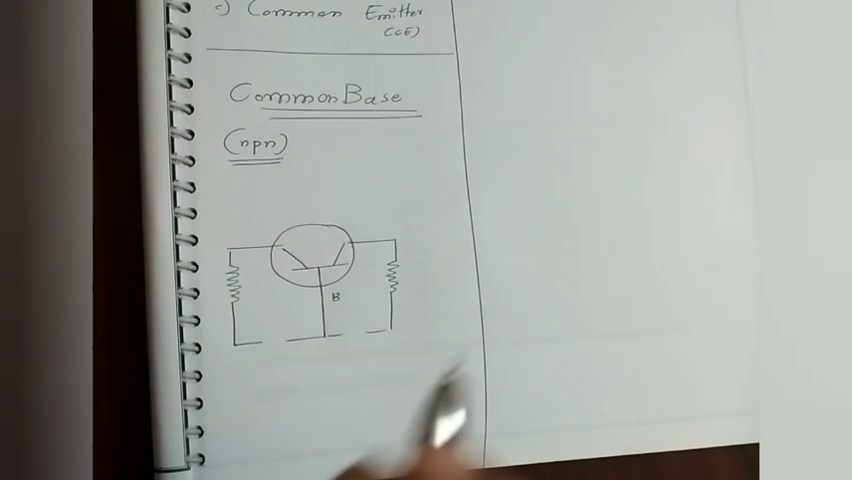 c) Common Emitter
(CE)
Common Base
(npn)
B